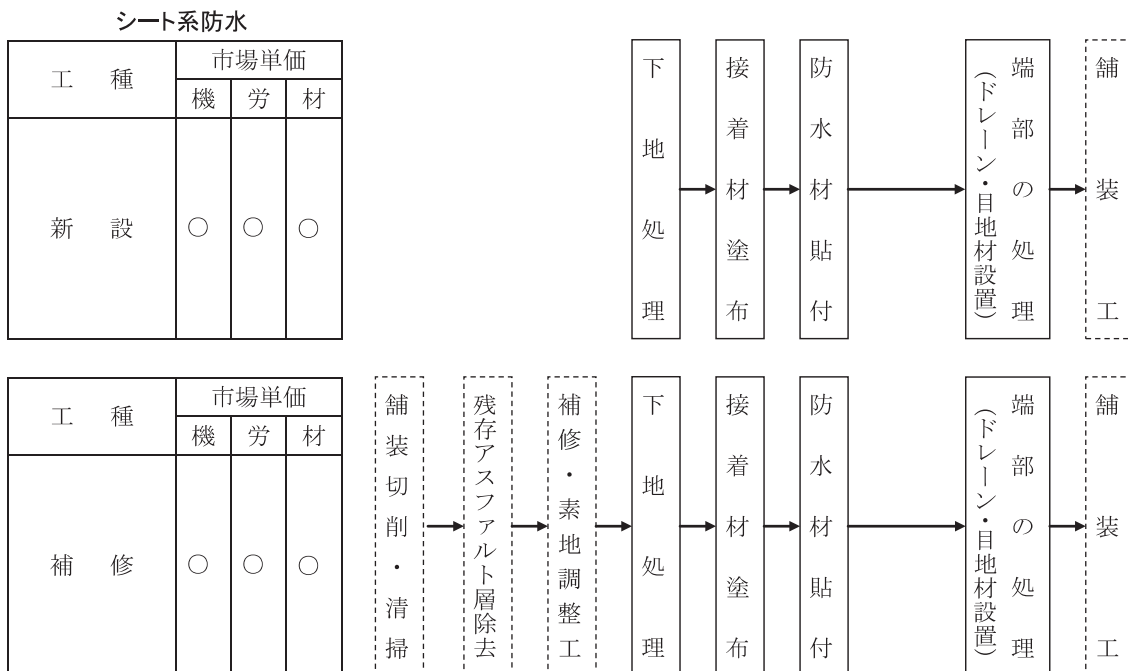 シート系防水
工種
市場単価
機 労 材
新設
○ ○ ○
下地処理
接着材塗布
防水材貼付
端部の処理
(ドレーン・目地材設置)
舗装工
工種
市場単価
機 労 材
補修
○ ○ ○
舗装切削・清掃
残存アスファルト層除去
補修・素地調整工
下地処理
接着材塗布
防水材貼付
端部の処理
(ドレーン・目地材設置)
舗装工